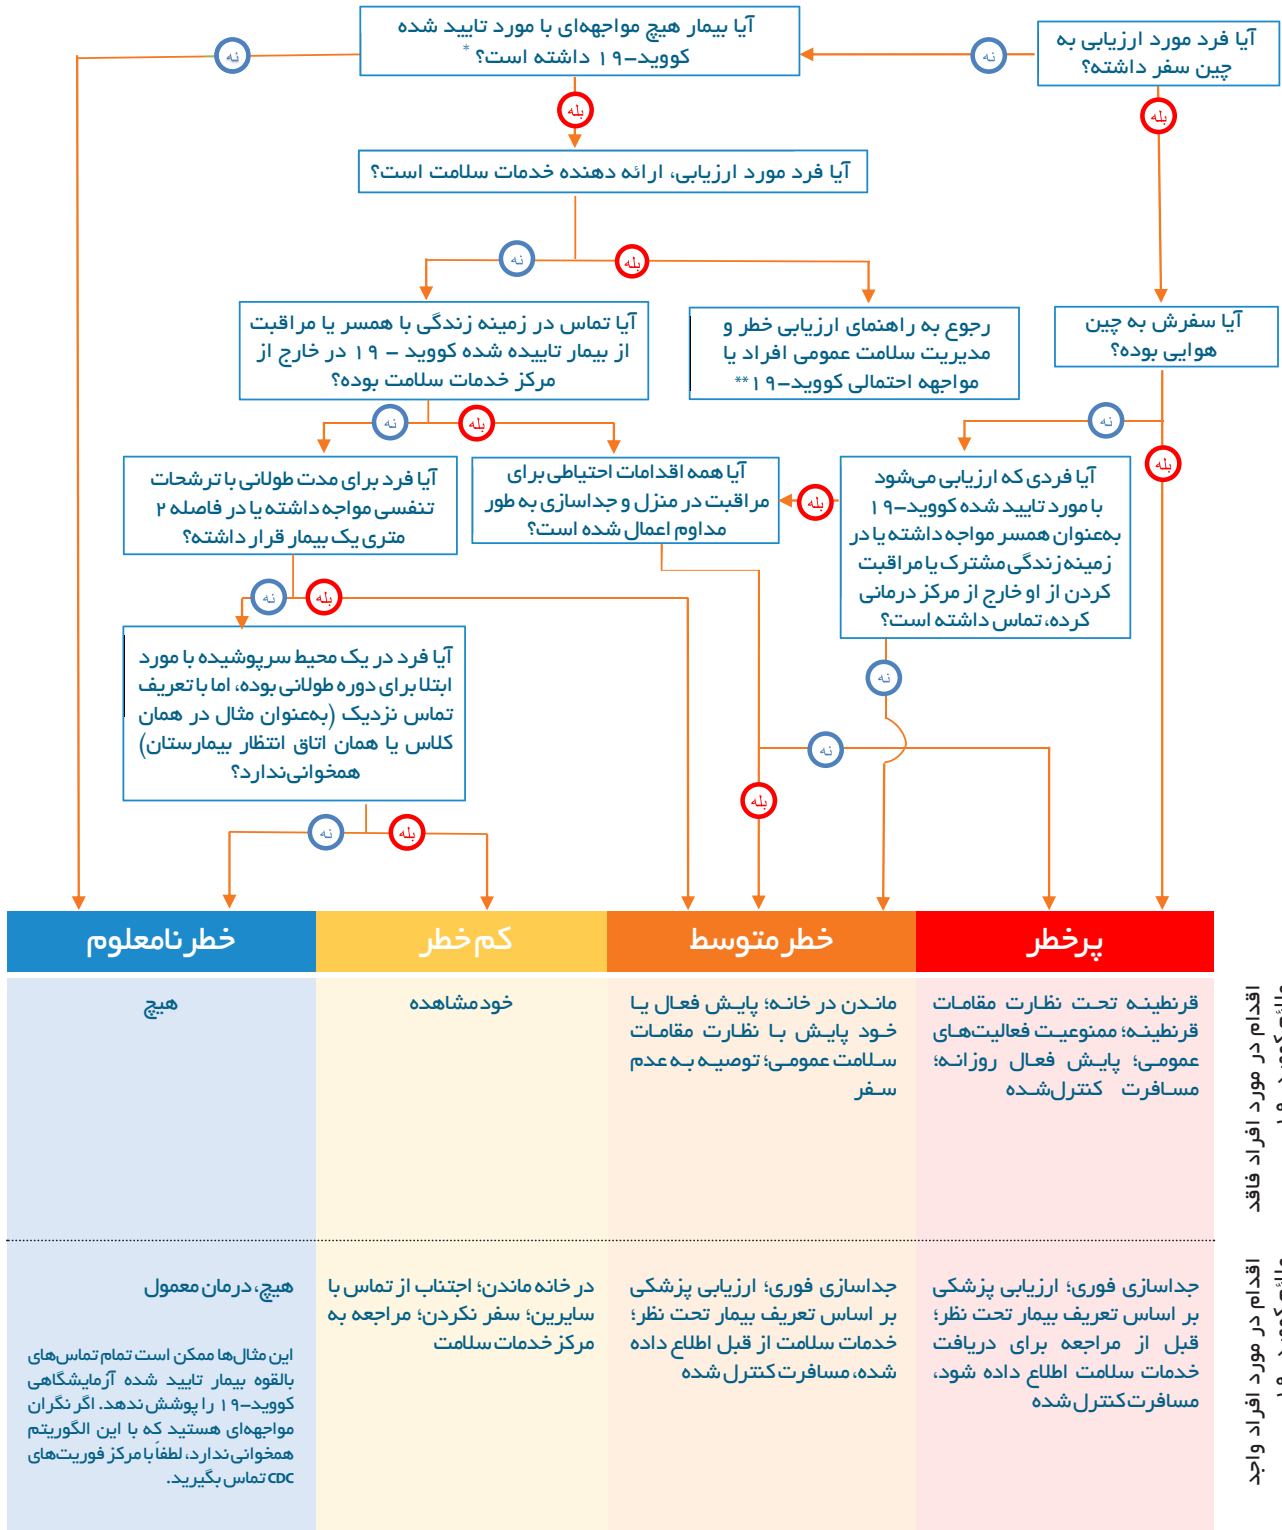 آیا فرد مورد ارزیابی به
چین سفر داشته؟
نه
آیا بیمار هیچ مواجهه‌ای با مورد تایید شده
کووید-۱۹ داشته است؟ *
نه
بله
بله
آیا فرد مورد ارزیابی، ارائه دهنده خدمات سلامت است؟
بله
نه
آیا سفرش به چین
هوایی بوده؟
رجوع به راهنمای ارزیابی خطر و
مدیریت سلامت عمومی افراد یا
مواجهه احتمالی کووید-۱۹**
آیا تماس در زمینه زندگی با همسر یا مراقبت
از بیمار تاییده شده کووید - ۱۹ در خارج از
مرکز خدمات سلامت بوده؟
نه
بله
بله
نه
آیا فردی که ارزیابی می‌شود
با مورد تایید شده کووید-۱۹
به‌عنوان همسر مواجه داشته یا در
زمینه زندگی مشترک یا مراقبت
کردن از او خارج از مرکز درمانی
کرده، تماس داشته است؟
بله
آیا همه اقدامات احتیاطی برای
مراقبت در منزل و جداسازی به طور
مداوم اعمال شده است؟
آیا فرد برای مدت طولانی با ترشحات
تنفسی مواجه داشته یا در فاصله ۲
متری یک بیمار قرار داشته؟
بله
نه
نه
آیا فرد در یک محیط سرپوشیده با مورد
ابتلا برای دوره طولانی بوده، اما با تعریف
تماس نزدیک (به‌عنوان مثال در همان
کلاس یا همان اتاق انتظار بیمارستان)
همخوانی‌ندارد؟
نه
بله
بله
نه
پرخطر
خطر متوسط
کم خطر
خطر نامعلوم
اقدام در مورد افراد فاقد
قرنطینه تحت نظارت مقامات
قرنطینه؛ ممنوعیت فعالیت‌های
عمومی؛ پایش فعال روزانه؛
مسافرت کنترل‌شده
ماندن در خانه؛ پایش فعال یا
خود پایش با نظارت مقامات
سلامت عمومی؛ توصیه به عدم
سفر
خود مشاهده
هیچ
اقدام در مورد افراد واجد
جداسازی فوری؛ ارزیابی پزشکی
بر اساس تعریف بیمار تحت نظر؛
قبل از مراجعه برای دریافت
خدمات سلامت اطلاع داده شود،
مسافرت کنترل شده
جداسازی فوری؛ ارزیابی پزشکی
بر اساس تعریف بیمار تحت نظر؛
خدمات سلامت از قبل اطلاع داده
شده، مسافرت کنترل شده
در خانه ماندن؛ اجتناب از تماس با
سایرین؛ سفر نکردن؛ مراجعه به
مرکز خدمات سلامت
هیچ، درمان معمول
این مثال‌ها ممکن است تمام تماس‌های
بالقوه بیمار تایید شده آزمایشگاهی
کووید-۱۹ را پوشش ندهد. اگر نگران
مواجهه‌ای هستید که با این الگوریتم
همخوانی ندارد، لطفاً با مرکز فوریت‌های
CDC تماس بگیرید.